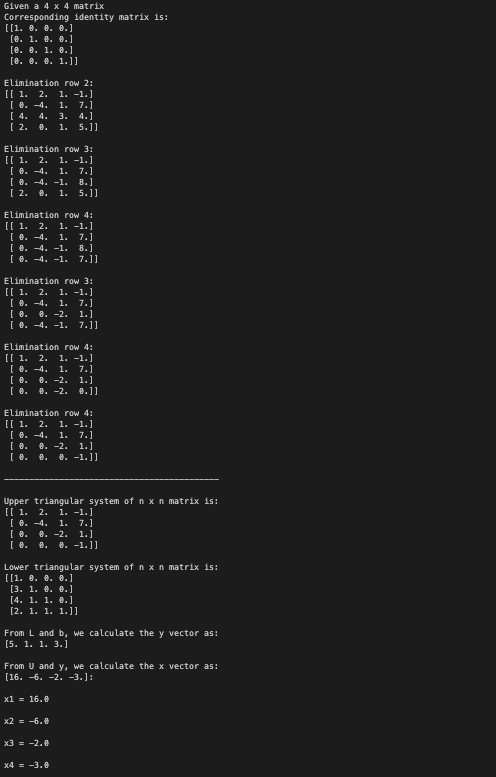 Given a 4 x 4 matrix
Corresponding identity matrix is:
[[1. 0. 0. 0.]
[0. 1. 0. 0.]
[0. 0. 1. 0.]
[0. 0. 0. 1.]]
Elimination row 2:
[[ 1.  2.  1. -1.]
[ 0. -4.  1.  7.]
[ 4.  4.  3.  4.]
[ 2.  0.  1.  5.]]
Elimination row 3:
[[ 1.  2.  1. -1.]
[ 0. -4.  1.  7.]
[ 0. -4. -1.  8.]
[ 2.  0.  1.  5.]]
Elimination row 4:
[[ 1.  2.  1. -1.]
[ 0. -4.  1.  7.]
[ 0. -4. -1.  8.]
[ 0. -4. -1.  7.]]
Elimination row 3:
[[ 1.  2.  1. -1.]
[ 0. -4.  1.  7.]
[ 0.  0. -2.  1.]
[ 0. -4. -1.  7.]]
Elimination row 4:
[[ 1.  2.  1. -1.]
[ 0. -4.  1.  7.]
[ 0.  0. -2.  1.]
[ 0.  0. -2.  0.]]
Elimination row 4:
[[ 1.  2.  1. -1.]
[ 0. -4.  1.  7.]
[ 0.  0. -2.  1.]
[ 0.  0.  0. -1.]]
___________________________________________
Upper triangular system of n x n matrix is:
[[ 1.  2.  1. -1.]
[ 0. -4.  1.  7.]
[ 0.  0. -2.  1.]
[ 0.  0.  0. -1.]]
Lower triangular system of n x n matrix is:
[[1. 0. 0. 0.]
[3. 1. 0. 0.]
[4. 1. 1. 0.]
[2. 1. 1. 1.]]
From L and b, we calculate the y vector as:
[5. 1. 1. 3.]
From U and y, we calculate the x vector as:
[16. -6. -2. -3.]:
x1 = 16.0
x2 = -6.0
x3 = -2.0
x4 = -3.0